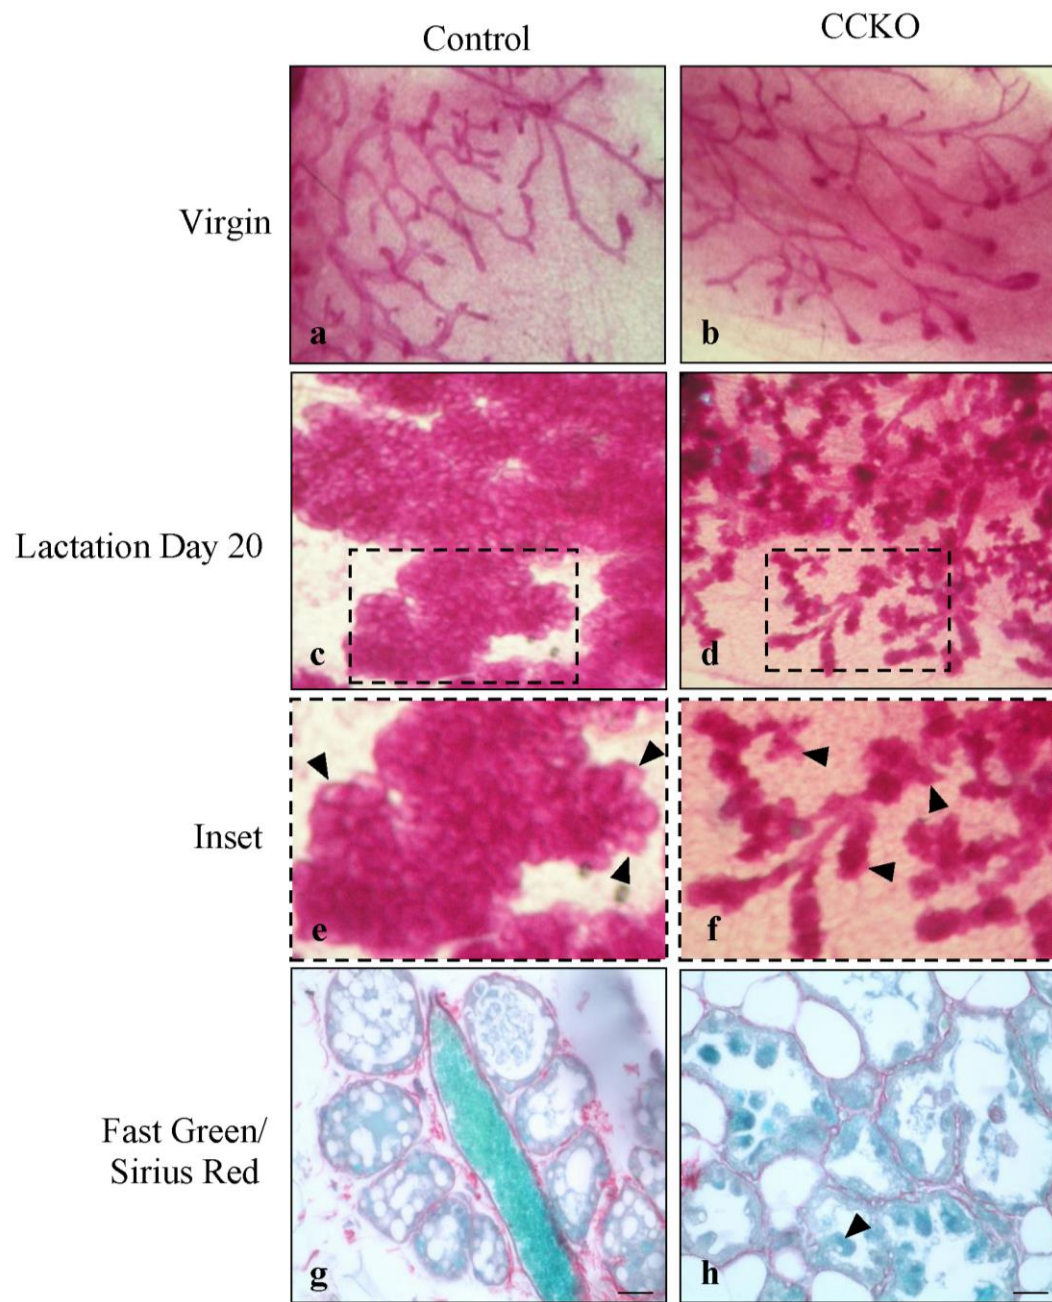 Control
CCKO
Virgin
a
b
Lactation Day 20
c
d
Inset
e
f
Fast Green/
Sirius Red
g
h